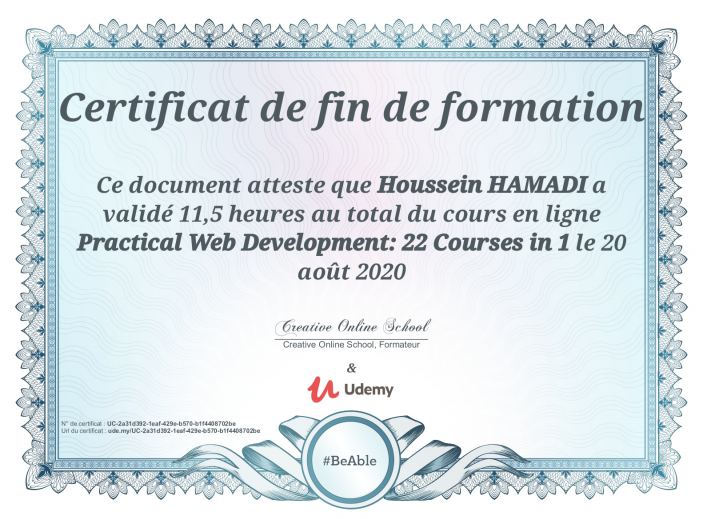 Certificat de fin de formation
Ce document atteste que Houssein HAMADI a
validé 11,5 heures au total du cours en ligne
Practical Web Development: 22 Courses in 1 le 20
août 2020
Creative Online School
Creative Online School, Formateur
&
Udemy
N° de certificat : UC-2a31d392-1eaf-429e-b570-b1f4408702be
Url du certificat : ude.my/UC-2a31d392-1eaf-429e-b570-b1f4408702be
#BeAble